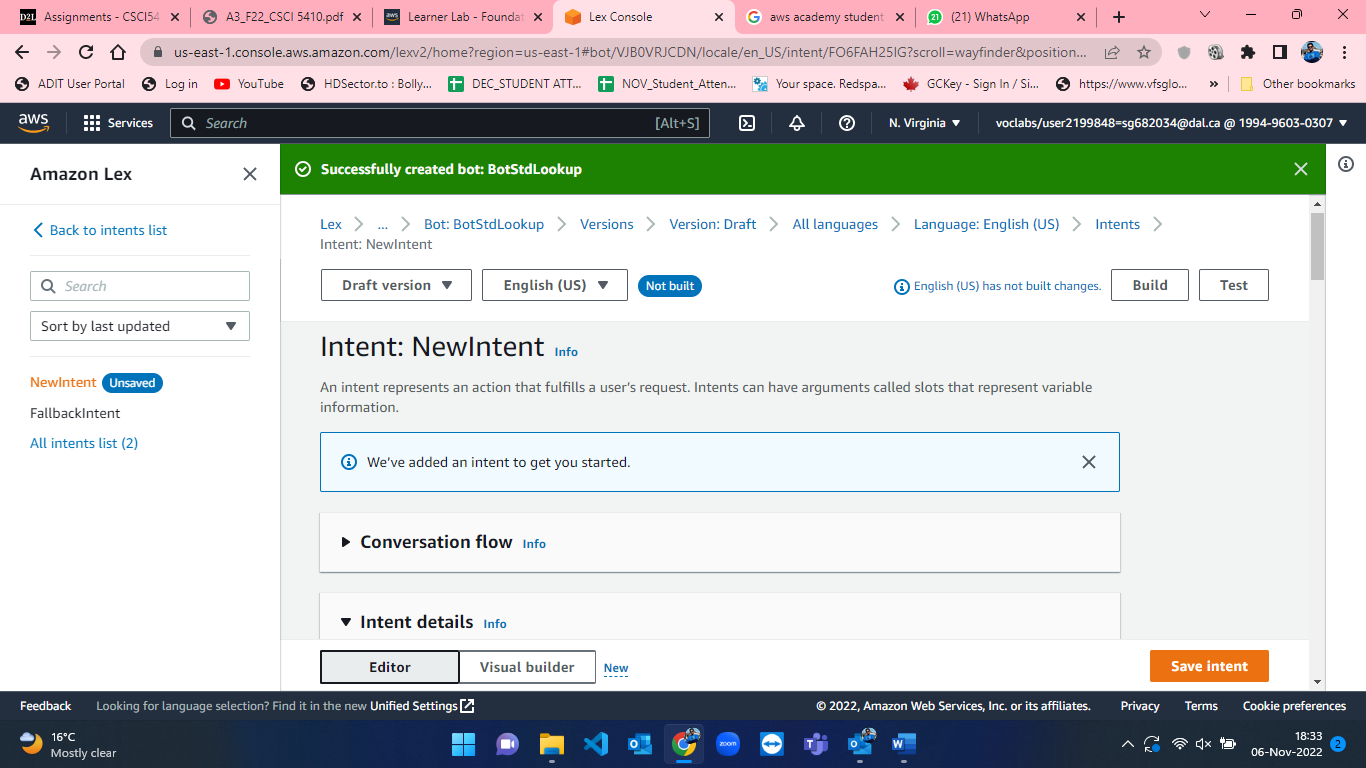 Assignments - CSCI54
A3_F22_CSCI 5410.pdf
Learner Lab - Foundat
Lex Console
aws academy student
(21) WhatsApp
us-east-1.console.aws.amazon.com/lexv2/home?region=us-east-1#bot/VJB0VRJCDN/locale/en_US/intent/FO6FAH25IG?scroll=wayfinder&position...
ADIT User Portal
Log in
YouTube
HDSector.to : Bolly...
DEC_STUDENT ATT...
NOV_Student_Atten...
Your space. Redspa...
GCKey - Sign In / Si...
https://www.vfsglo...
»
Other bookmarks
aws
Services
Search
[Alt+S]
N. Virginia
voclabs/user2199848=sg682034@dal.ca @ 1994-9603-0307
Amazon Lex
Successfully created bot: BotStdLookup
Back to intents list
Search
Sort by last updated
NewIntent Unsaved
FallbackIntent
All intents list (2)
Lex ... Bot: BotStdLookup Versions Version: Draft All languages Language: English (US) Intents
Intent: NewIntent
Draft version
English (US)
Not built
English (US) has not built changes.
Build
Test
Intent: NewIntent Info
An intent represents an action that fulfills a user's request. Intents can have arguments called slots that represent variable
information.
We've added an intent to get you started.
Conversation flow Info
Intent details Info
Editor
Visual builder
New
Save intent
Feedback
Looking for language selection? Find it in the new Unified Settings
© 2022, Amazon Web Services, Inc. or its affiliates.
Privacy
Terms
Cookie preferences
16°C
Mostly clear
zoom
18:33
06-Nov-2022
2